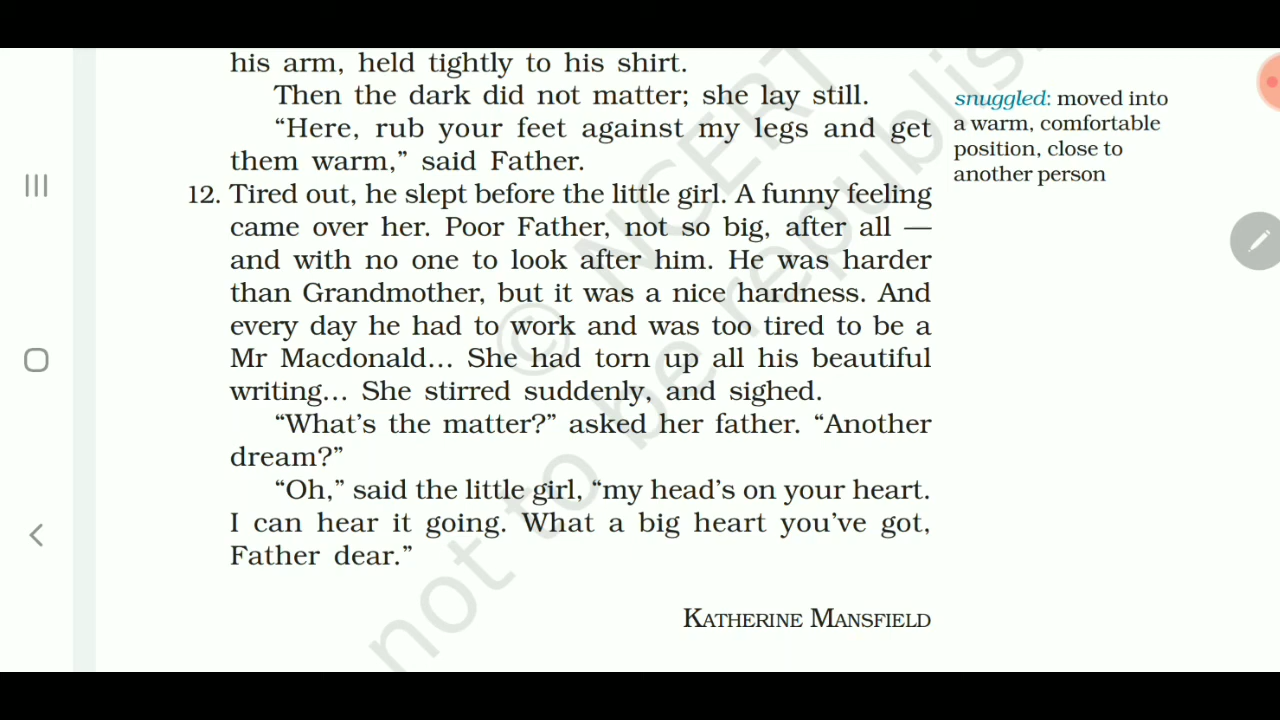 his arm, held tightly to his shirt.
Then the dark did not matter; she lay still.
“Here, rub your feet against my legs and get
them warm,” said Father.
12. Tired out, he slept before the little girl. A funny feeling
came over her. Poor Father, not so big, after all —
and with no one to look after him. He was harder
than Grandmother, but it was a nice hardness. And
every day he had to work and was too tired to be a
Mr Macdonald... She had torn up all his beautiful
writing... She stirred suddenly, and sighed.
“What’s the matter?” asked her father. “Another
dream?”
“Oh,” said the little girl, “my head’s on your heart.
I can hear it going. What a big heart you’ve got,
Father dear.”
KATHERINE MANSFIELD
snuggled: moved into
a warm, comfortable
position, close to
another person
© NCERT
not to be republis